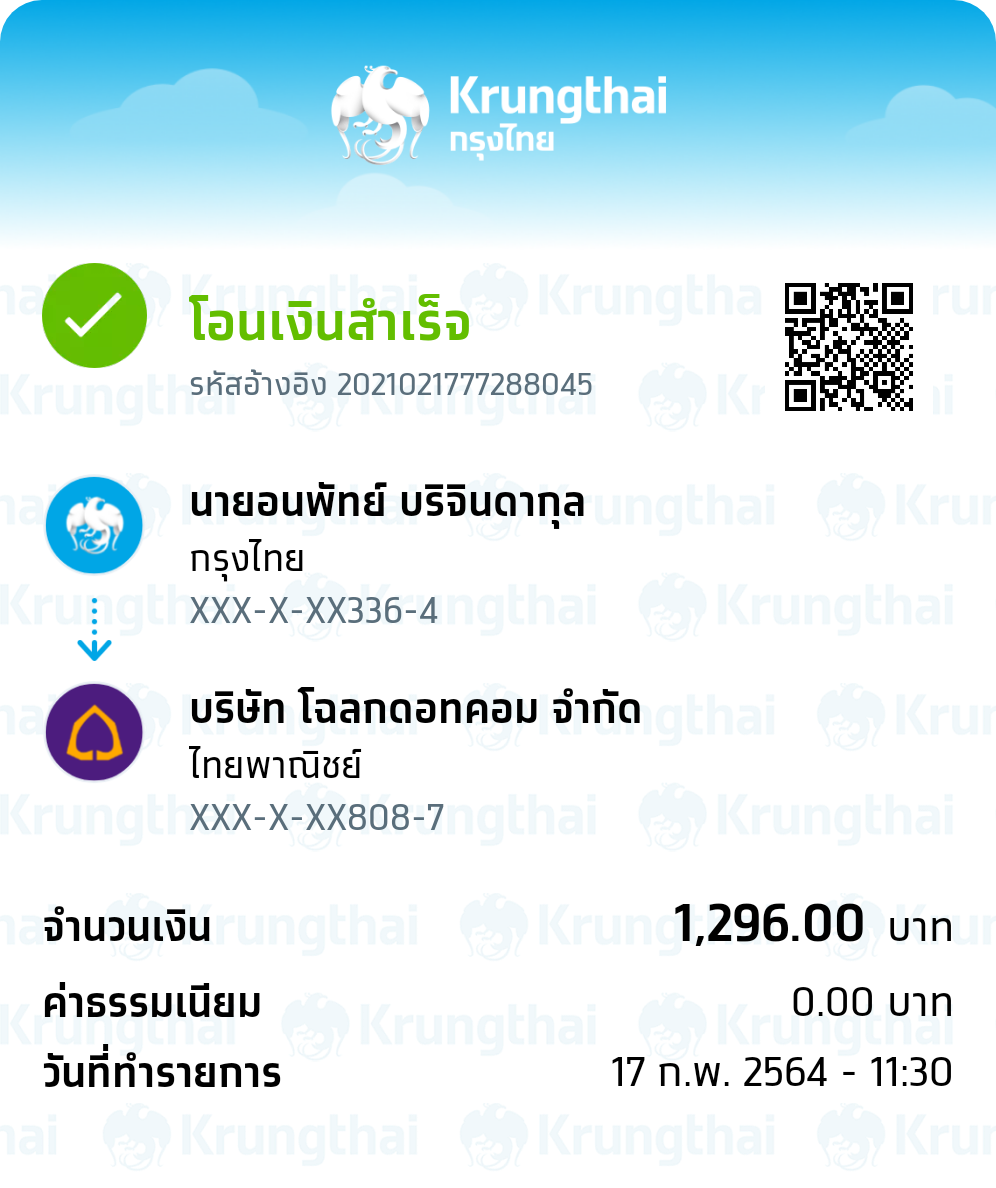 Krungthai
กรุงไทย
โอนเงินสำเร็จ
รหัสอ้างอิง 2021021777288045
นายอนพัทย์ บริจินดากุล
กรุงไทย
XXX-X-XX336-4
บริษัท โฉลกดอทคอม จำกัด
ไทยพาณิชย์
XXX-X-XX808-7
จำนวนเงิน 1,296.00 บาท
ค่าธรรมเนียม 0.00 บาท
วันที่ทำรายการ 17 ก.พ. 2564 - 11:30